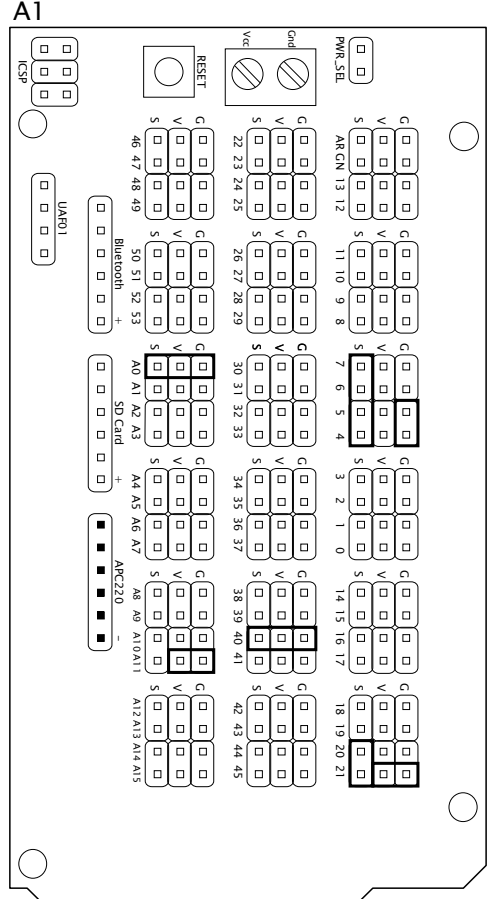 A1
ICSP
RESET
Vcc Gnd
PWR_SEL
UAF01
Bluetooth +
SD Card +
APC220 -
S V G
46
47
48
49
S V G
22
23
24
25
S V G
AR
GN
13
12
S V G
50
51
52
53
S V G
26
27
28
29
S V G
11
10
9
8
S V G
A0
A1
A2
A3
S V G
30
31
32
33
S V G
7
6
5
4
S V G
A4
A5
A6
A7
S V G
34
35
36
37
S V G
3
2
1
0
S V G
A8
A9
A10
A11
S V G
38
39
40
41
S V G
14
15
16
17
S V G
A12
A13
A14
A15
S V G
42
43
44
45
S V G
18
19
20
21